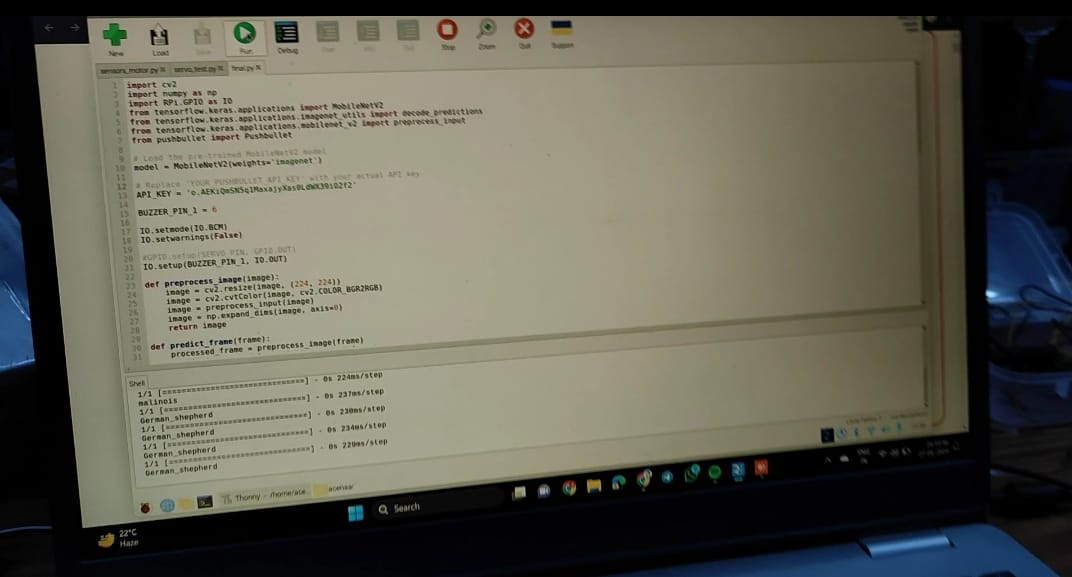 New Load Run Debug Stop Zoom Quit Support
sensors_motor.py servo_test.py final.py
1 import cv2
2 import numpy as np
3 import RPi.GPIO as IO
4 from tensorflow.keras.applications import MobileNetV2
5 from tensorflow.keras.applications.imagenet_utils import decode_predictions
6 from tensorflow.keras.applications.mobilenet_v2 import preprocess_input
7 from pushbullet import Pushbullet
8
9 # Load the pre-trained MobileNetV2 model
10 model = MobileNetV2(weights='imagenet')
11
12 # Replace 'YOUR_PUSHBULLET_API_KEY' with your actual API key
13 API_KEY =
14
15 BUZZER_PIN_1 = 6
16
17 IO.setmode(IO.BCM)
18 IO.setwarnings(False)
19
20 #GPIO.setup(SERVO_PIN, GPIO.OUT)
21 IO.setup(BUZZER_PIN_1, IO.OUT)
22
23 def preprocess_image(image):
24 image = cv2.resize(image, (224, 224))
25 image = cv2.cvtColor(image, cv2.COLOR_BGR2RGB)
26 image = preprocess_input(image)
27 image = np.expand_dims(image, axis=0)
28 return image
29
30 def predict_frame(frame):
31 processed_frame = preprocess_image(frame)
Shell
1/1 [==============================] - 0s 224ms/step
malinois
1/1 [==============================] - 0s 237ms/step
German_shepherd
1/1 [==============================] - 0s 230ms/step
German_shepherd
1/1 [==============================] - 0s 234ms/step
German_shepherd
1/1 [==============================] - 0s 229ms/step
German_shepherd
Thonny - /home/ace
22°C
Haze
Search